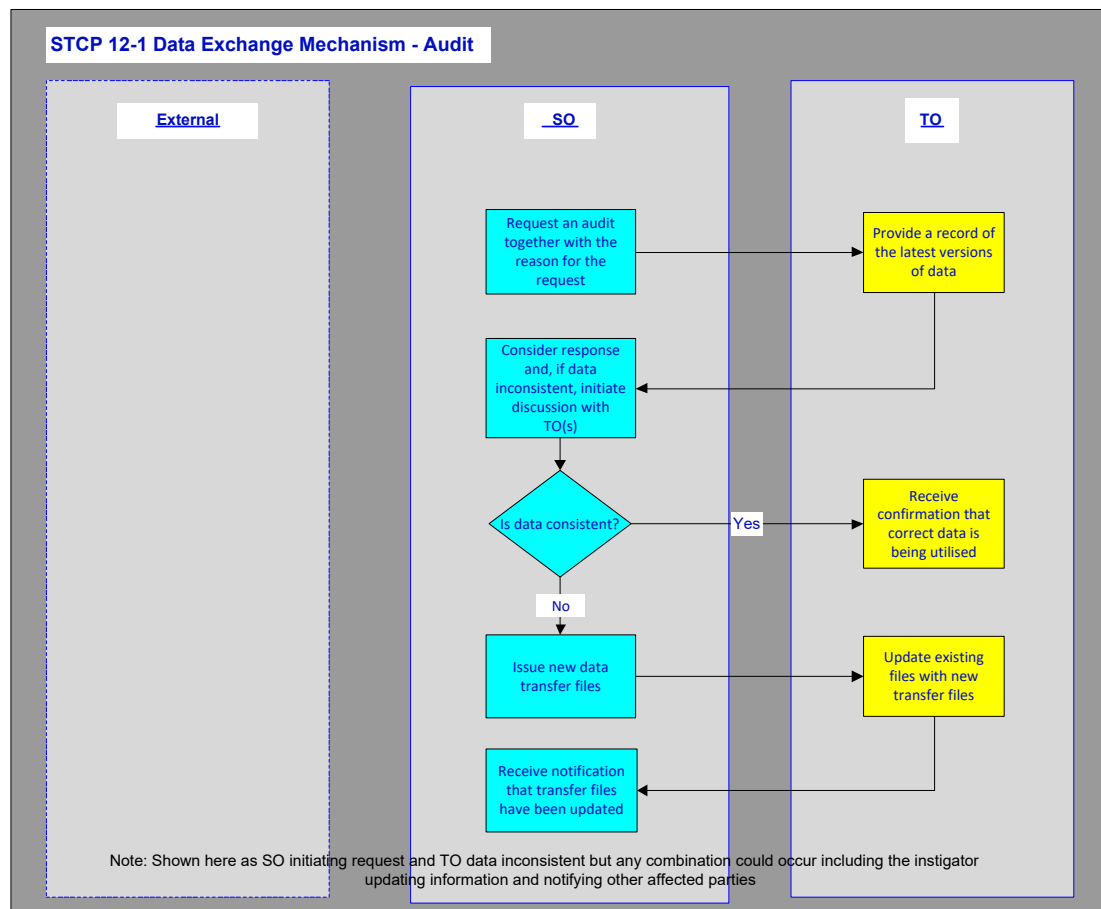 STCP 12-1 Data Exchange Mechanism - Audit
External
SO
TO
Request an audit
together with the
reason for the
request
Provide a record of
the latest versions
of data
Consider response
and, if data
inconsistent, initiate
discussion with
TO(s)
Is data consistent?
Yes
Receive
confirmation that
correct data is
being utilised
No
Issue new data
transfer files
Update existing
files with new
transfer files
Receive notification
that transfer files
have been updated
Note: Shown here as SO initiating request and TO data inconsistent but any combination could occur including the instigator
updating information and notifying other affected parties